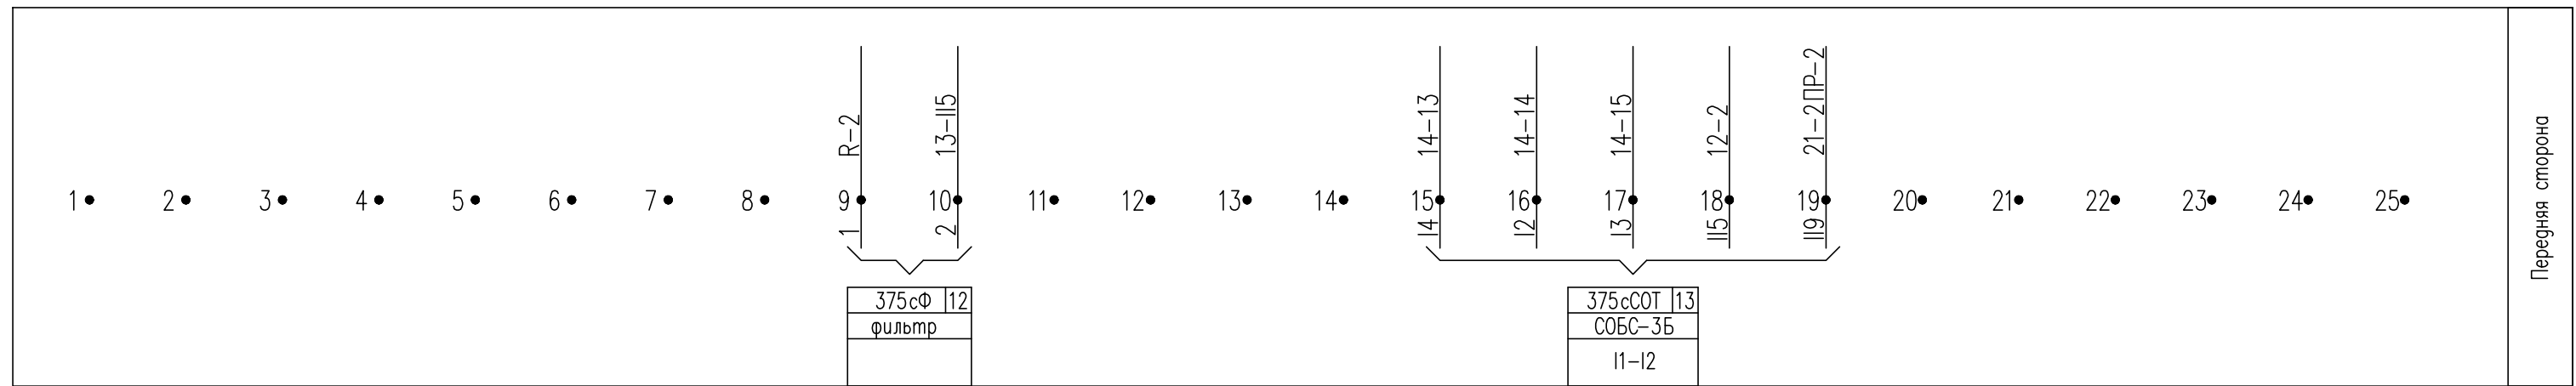 R-2
13-II5
14-13
14-14
14-15
12-2
21-2ПР-2
1 2 3 4 5 6 7 8 9 10 11 12 13 14 15 16 17 18 19 20 21 22 23 24 25
1
2
I4
I2
I3
II5
II9
375сФ 12
фильтр
375сСОТ 13
СОБС-3Б
I1-I2
Передняя сторона